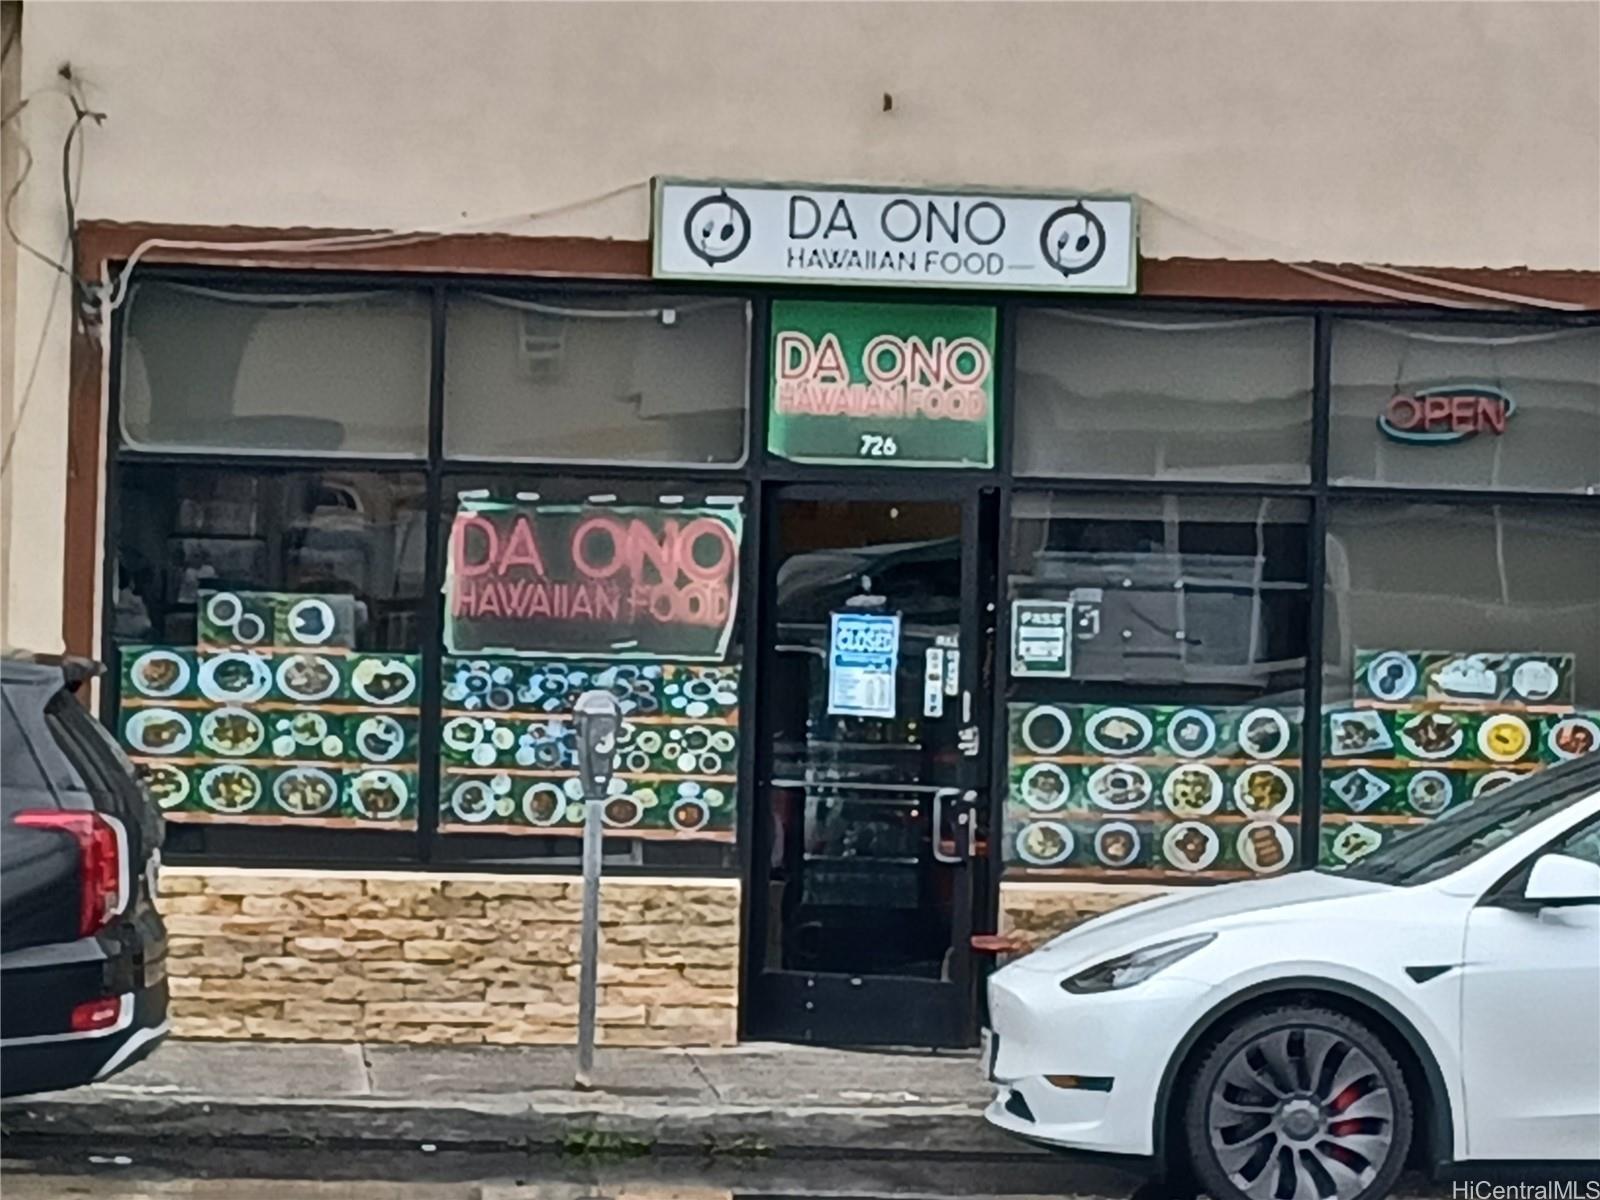 DA ONO
HAWAIIAN FOOD
DA ONO
HAWAIIAN FOOD
726
OPEN
DA ONO
HAWAIIAN FOOD
CLOSED
PASS
HiCentralMLS